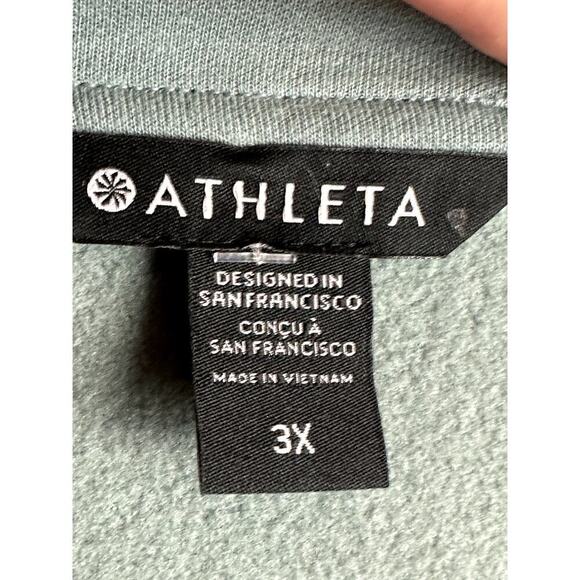 ATHLETA
DESIGNED IN
SAN FRANCISCO
CONÇU À
SAN FRANCISCO
MADE IN VIETNAM
3X